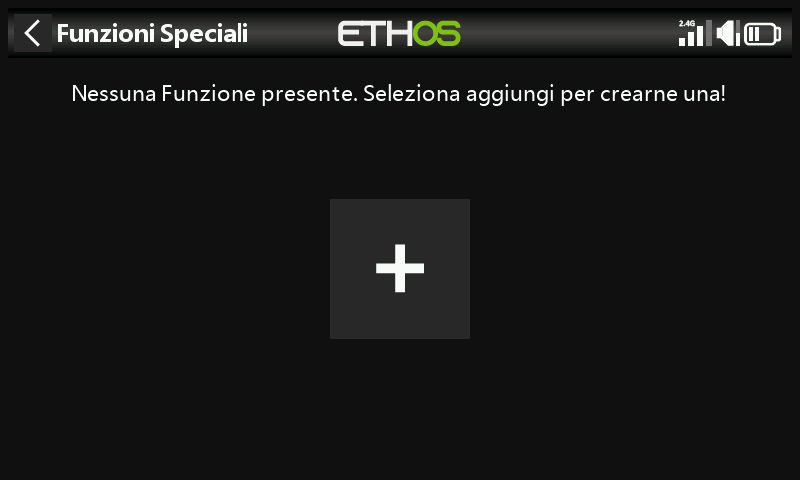 Funzioni Speciali
ETHOS
2.4G
Nessuna Funzione presente. Seleziona aggiungi per crearne una!